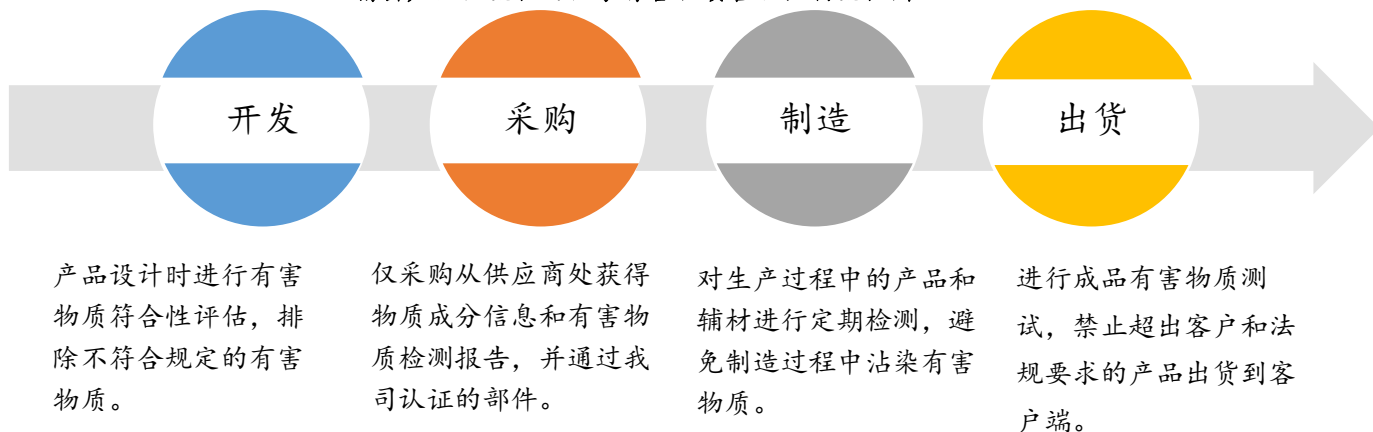 开发
采购
制造
出货
产品设计时进行有害
物质符合性评估，排
除不符合规定的有害
物质。
仅采购从供应商处获得
物质成分信息和有害物
质检测报告，并通过我
司认证的部件。
对生产过程中的产品和
辅材进行定期检测，避
免制造过程中沾染有害
物质。
进行成品有害物质测
试，禁止超出客户和法
规要求的产品出货到客
户端。